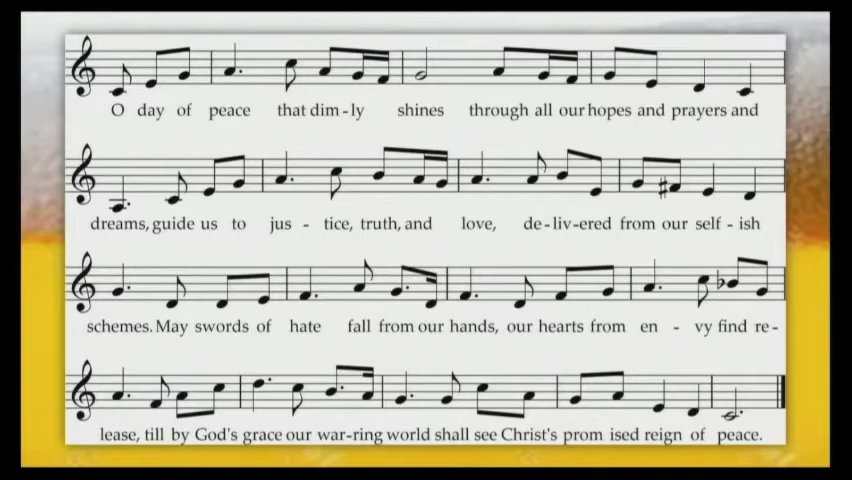 O day of peace that dim-ly shines through all our hopes and prayers and
dreams, guide us to jus - tice, truth, and love, de-liv-ered from our self - ish
schemes. May swords of hate fall from our hands, our hearts from en - vy find re-
lease, till by God's grace our war-ring world shall see Christ's prom ised reign of peace.